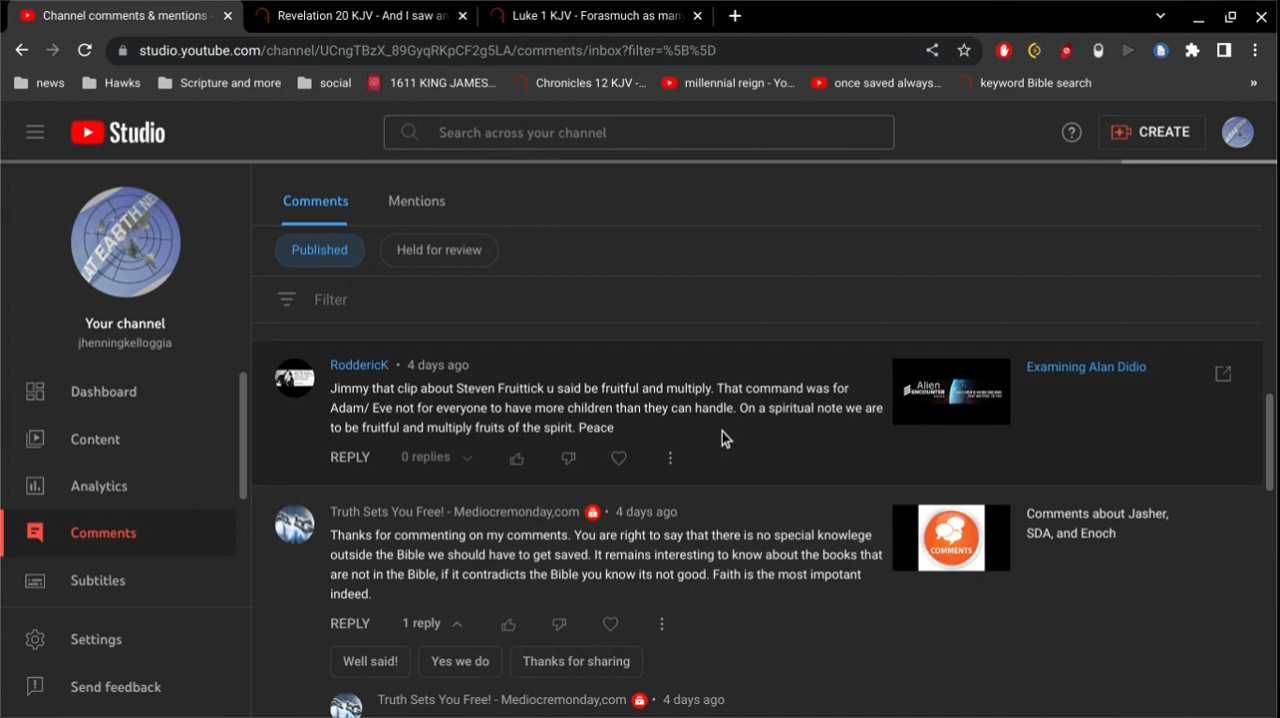 Channel comments & mentions -
Revelation 20 KJV - And I saw an
Luke 1 KJV - Forasmuch as many
studio.youtube.com/channel/UCngTBzX_89GyqRKpCF2g5LA/comments/inbox?filter=%5B%5D
news
Hawks
Scripture and more
social
1611 KING JAMES...
Chronicles 12 KJV -...
millennial reign - Yo...
once saved always...
keyword Bible search
»
Studio
Search across your channel
CREATE
AT EARTH NE
Your channel
jhenningkelloggia
Dashboard
Content
Analytics
Comments
Subtitles
Settings
Send feedback
Comments
Mentions
Published
Held for review
Filter
RoddericK • 4 days ago
Jimmy that clip about Steven Fruittick u said be fruitful and multiply. That command was for
Adam/ Eve not for everyone to have more children than they can handle. On a spiritual note we are
to be fruitful and multiply fruits of the spirit. Peace
REPLY
0 replies
Alien
ENCOUNTER
Examining Alan Didio
Truth Sets You Free! - Mediocremonday,com • 4 days ago
Thanks for commenting on my comments. You are right to say that there is no special knowlege
outside the Bible we should have to get saved. It remains interesting to know about the books that
are not in the Bible, if it contradicts the Bible you know its not good. Faith is the most impotant
indeed.
REPLY
1 reply
COMMENTS
Comments about Jasher,
SDA, and Enoch
Well said!
Yes we do
Thanks for sharing
Truth Sets You Free! - Mediocremonday,com • 4 days ago